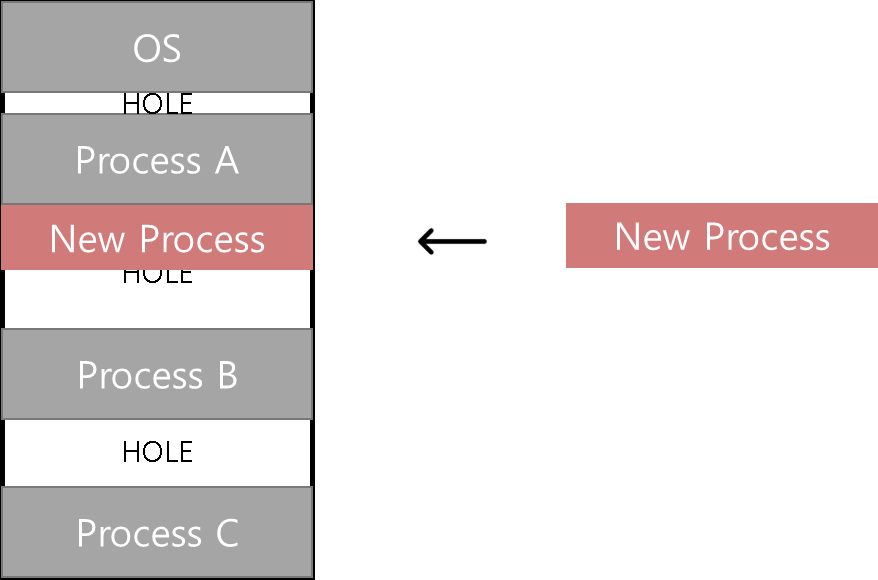 OS
HOLE
Process A
New Process
New Process
HOLE
Process B
HOLE
Process C